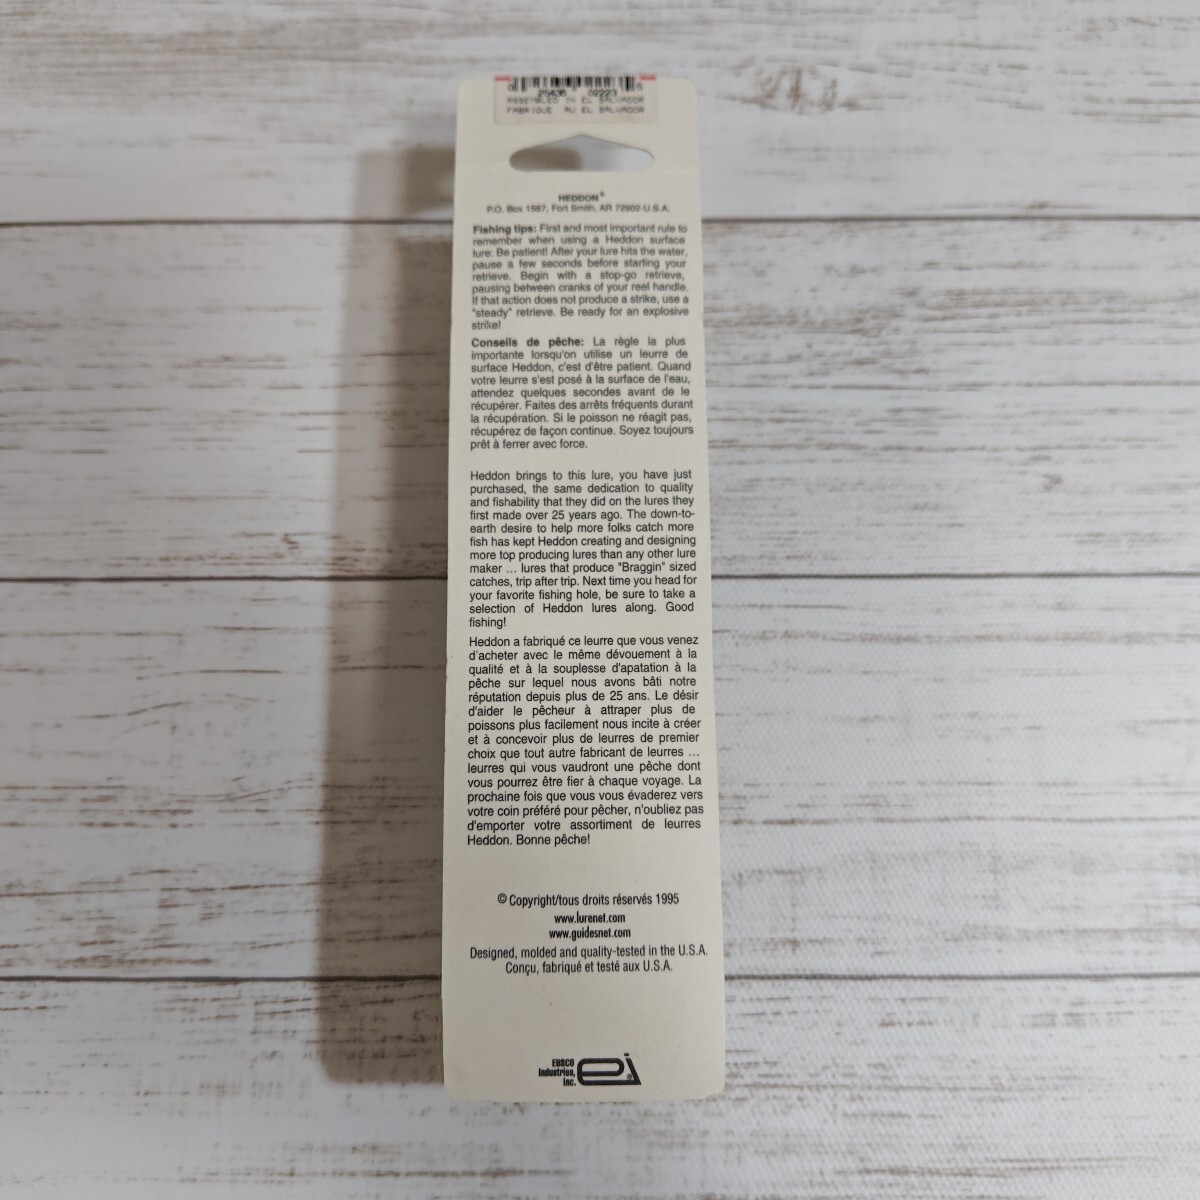 0 25436 02223 5
ASSEMBLED IN EL SALVADOR
FABRIQUE AU EL SALVADOR
HEDDON®
P.O. Box 1587, Fort Smith, AR 72902-U.S.A.
Fishing tips: First and most important rule to
remember when using a Heddon surface
lure: Be patient! After your lure hits the water,
pause a few seconds before starting your
retrieve. Begin with a stop-go retrieve,
pausing between cranks of your reel handle.
If that action does not produce a strike, use a
"steady" retrieve. Be ready for an explosive
strike!
Conseils de pêche: La règle la plus
importante lorsqu'on utilise un leurre de
surface Heddon, c'est d'être patient. Quand
votre leurre s'est posé à la surface de l'eau,
attendez quelques secondes avant de le
récupérer. Faites des arrêts fréquents durant
la récupération. Si le poisson ne réagit pas,
récupérez de façon continue. Soyez toujours
prêt à ferrer avec force.
Heddon brings to this lure, you have just
purchased, the same dedication to quality
and fishability that they did on the lures they
first made over 25 years ago. The down-to-
earth desire to help more folks catch more
fish has kept Heddon creating and designing
more top producing lures than any other lure
maker ... lures that produce "Braggin" sized
catches, trip after trip. Next time you head for
your favorite fishing hole, be sure to take a
selection of Heddon lures along. Good
fishing!
Heddon a fabriqué ce leurre que vous venez
d'acheter avec le même dévouement à la
qualité et à la souplesse d'apatation à la
pêche sur lequel nous avons bâti notre
réputation depuis plus de 25 ans. Le désir
d'aider le pêcheur à attraper plus de
poissons plus facilement nous incite à créer
et à concevoir plus de leurres de premier
choix que tout autre fabricant de leurres ...
leurres qui vous vaudront une pêche dont
vous pourrez être fier à chaque voyage. La
prochaine fois que vous vous évaderez vers
votre coin préféré pour pêcher, n'oubliez pas
d'emporter votre assortiment de leurres
Heddon. Bonne pêche!
© Copyright/tous droits réservés 1995
www.lurenet.com
www.guidesnet.com
Designed, molded and quality-tested in the U.S.A.
Conçu, fabriqué et testé aux U.S.A.
EBSCO
Industries,
Inc.
ei